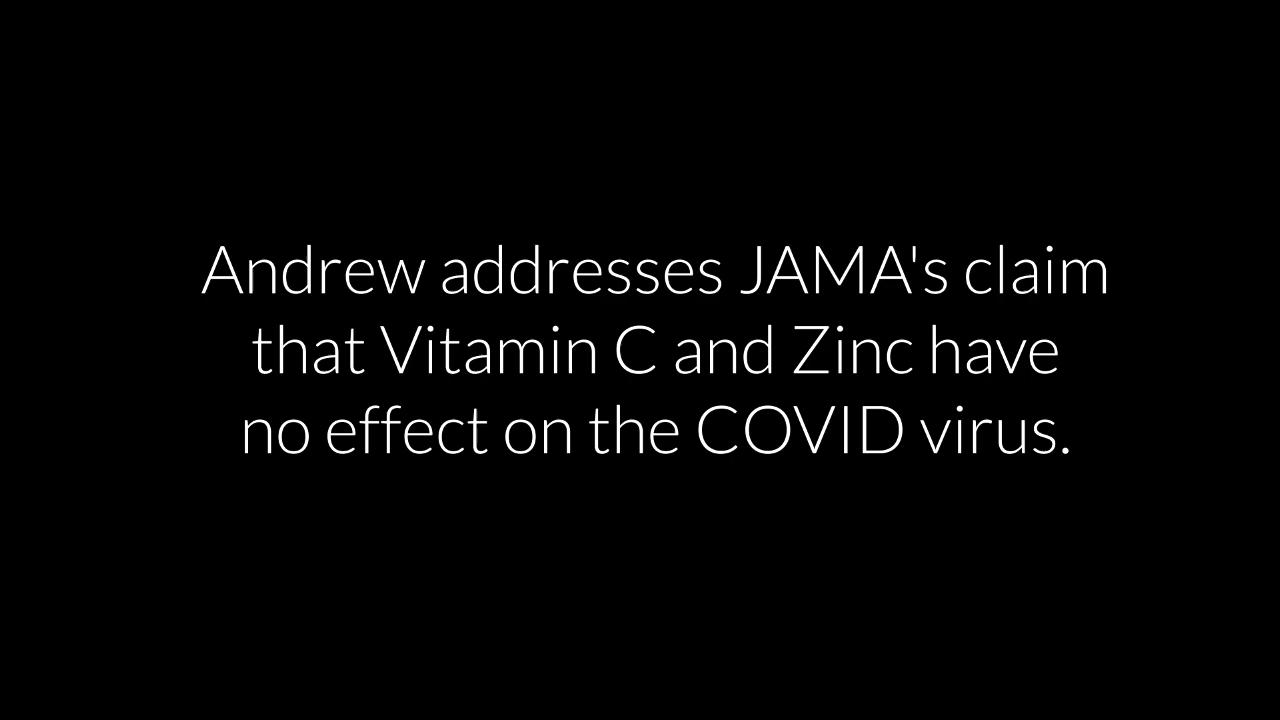 Andrew addresses JAMA's claim
that Vitamin C and Zinc have
no effect on the COVID virus.